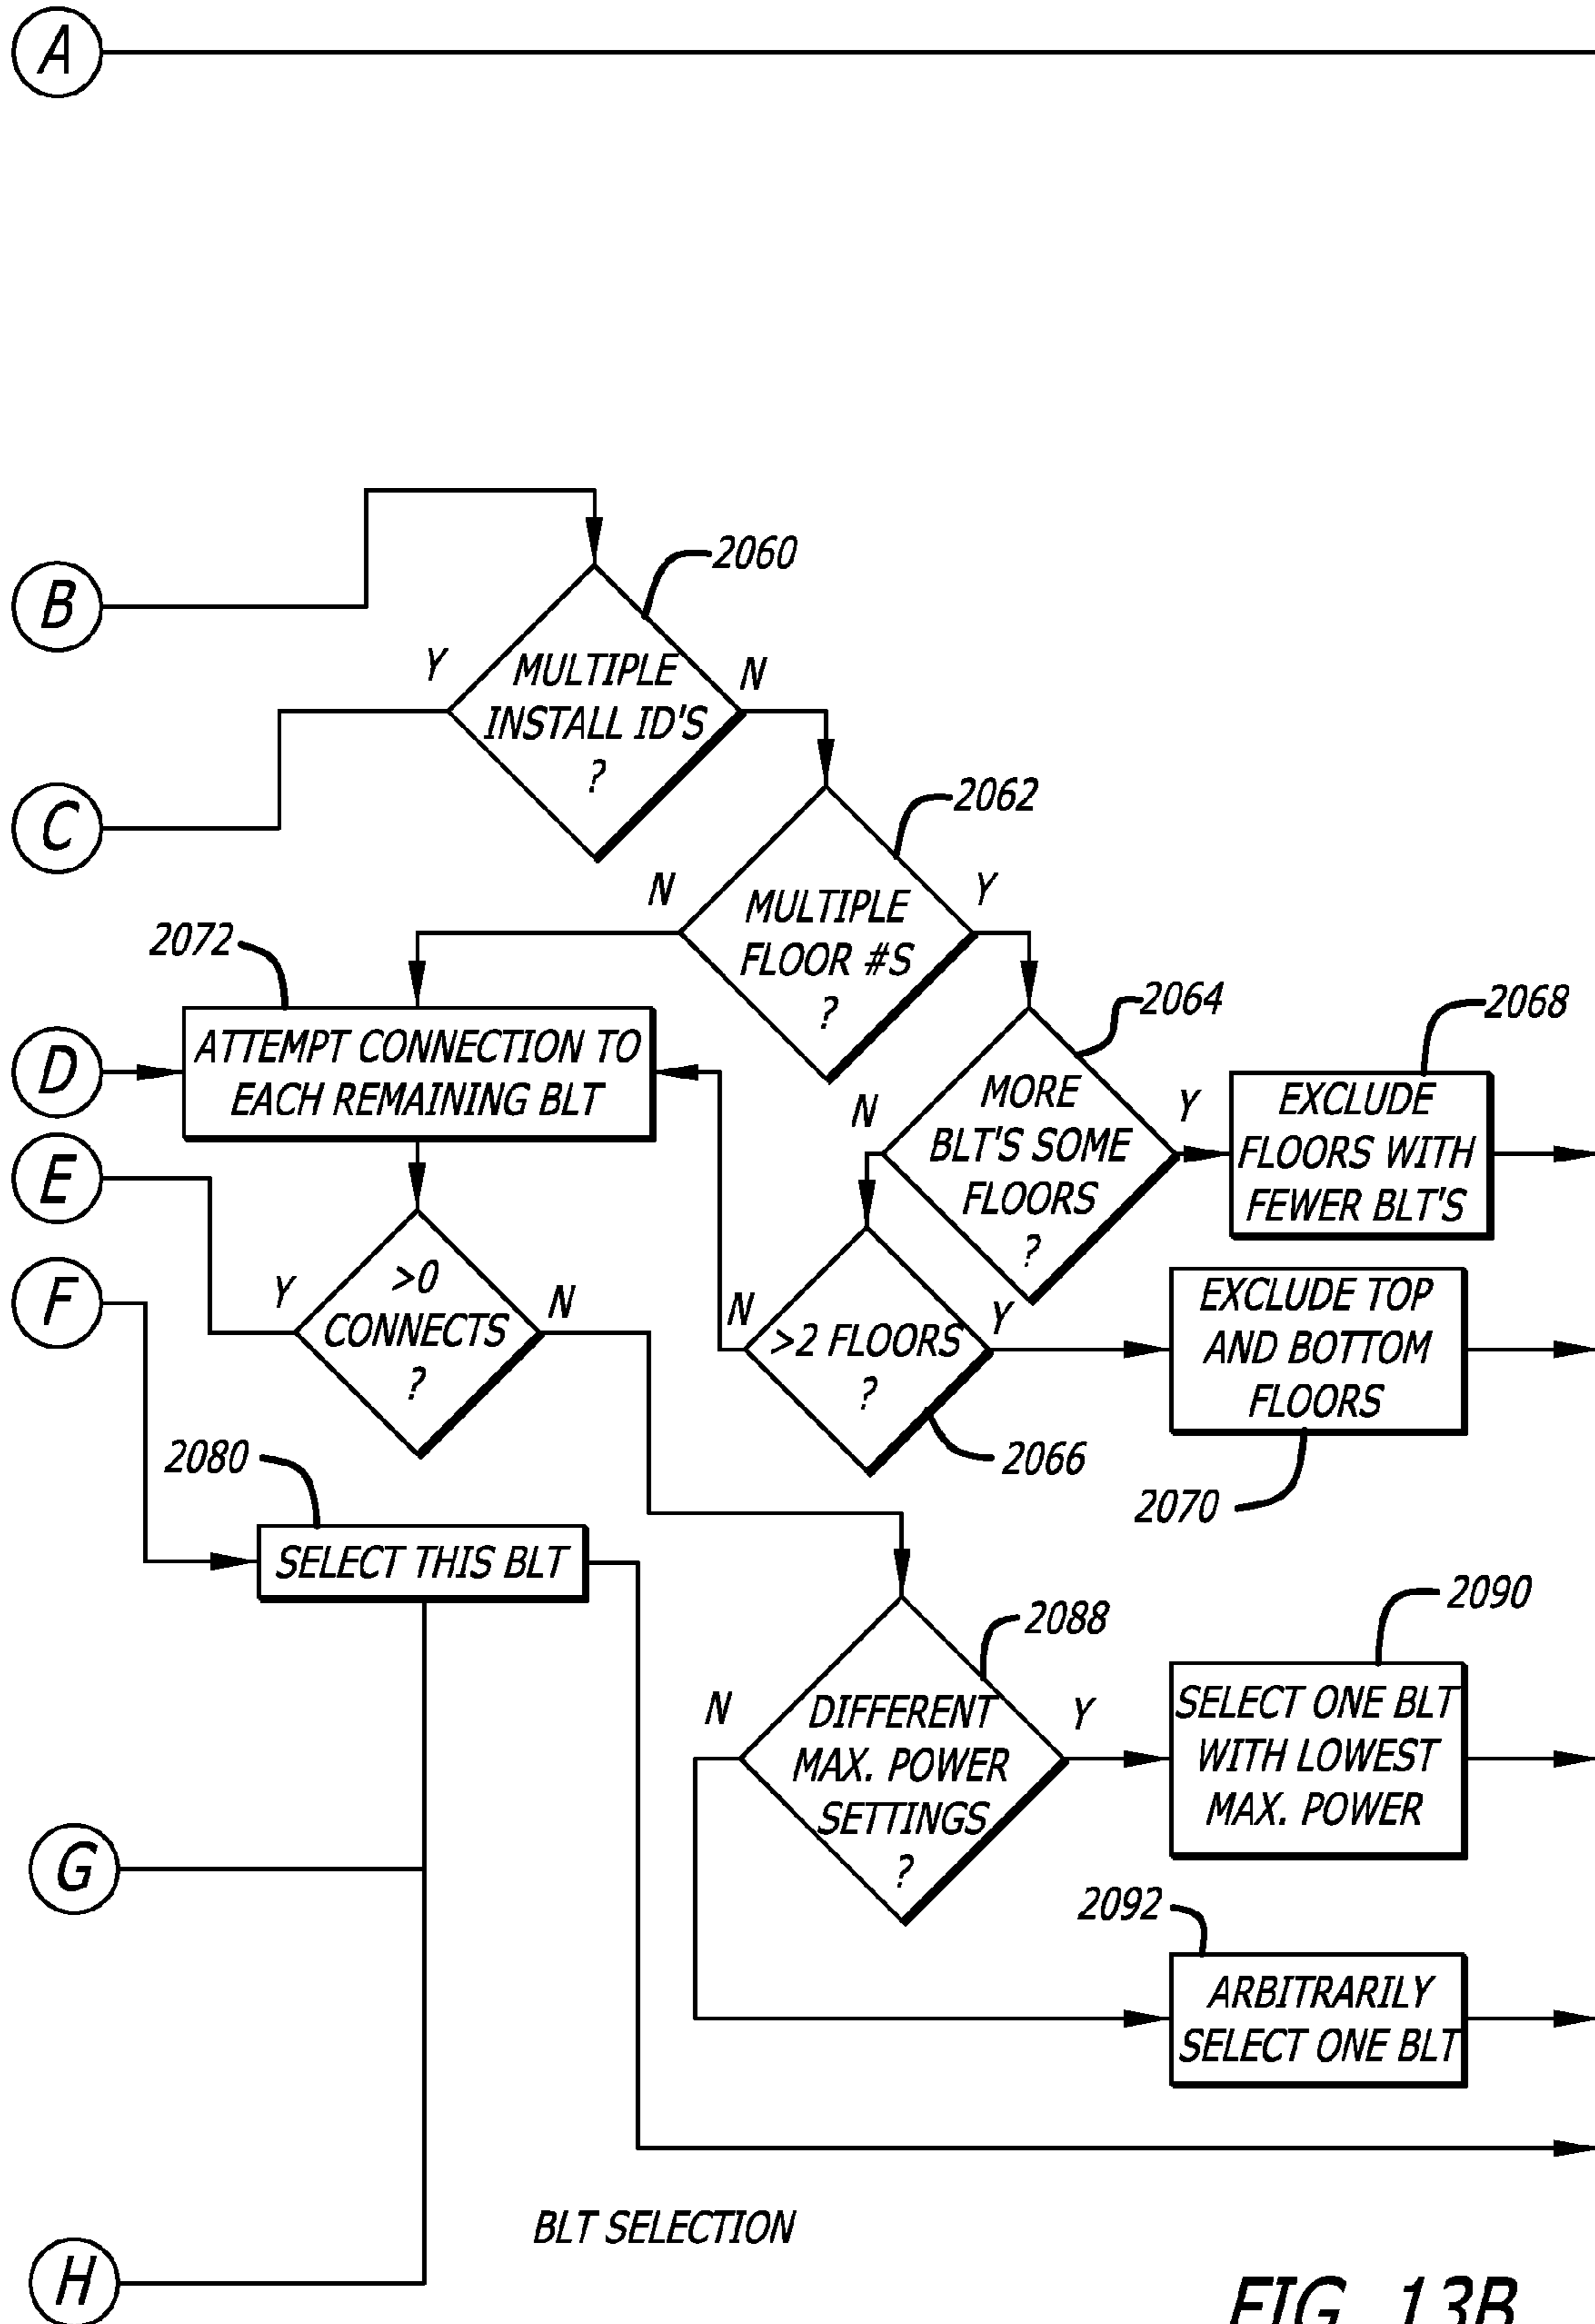 A
B
2060
Y
MULTIPLE
INSTALL ID'S
?
N
C
2062
N
MULTIPLE
FLOOR #S
?
Y
2072
ATTEMPT CONNECTION TO
EACH REMAINING BLT
D
2064
N
MORE
BLT'S SOME
FLOORS
?
Y
2068
EXCLUDE
FLOORS WITH
FEWER BLT'S
E
F
Y
>0
CONNECTS
?
N
N
>2 FLOORS
?
Y
2066
EXCLUDE TOP
AND BOTTOM
FLOORS
2070
2080
SELECT THIS BLT
2088
N
DIFFERENT
MAX. POWER
SETTINGS
?
Y
2090
SELECT ONE BLT
WITH LOWEST
MAX. POWER
G
2092
ARBITRARILY
SELECT ONE BLT
BLT SELECTION
H
FIG. 13B